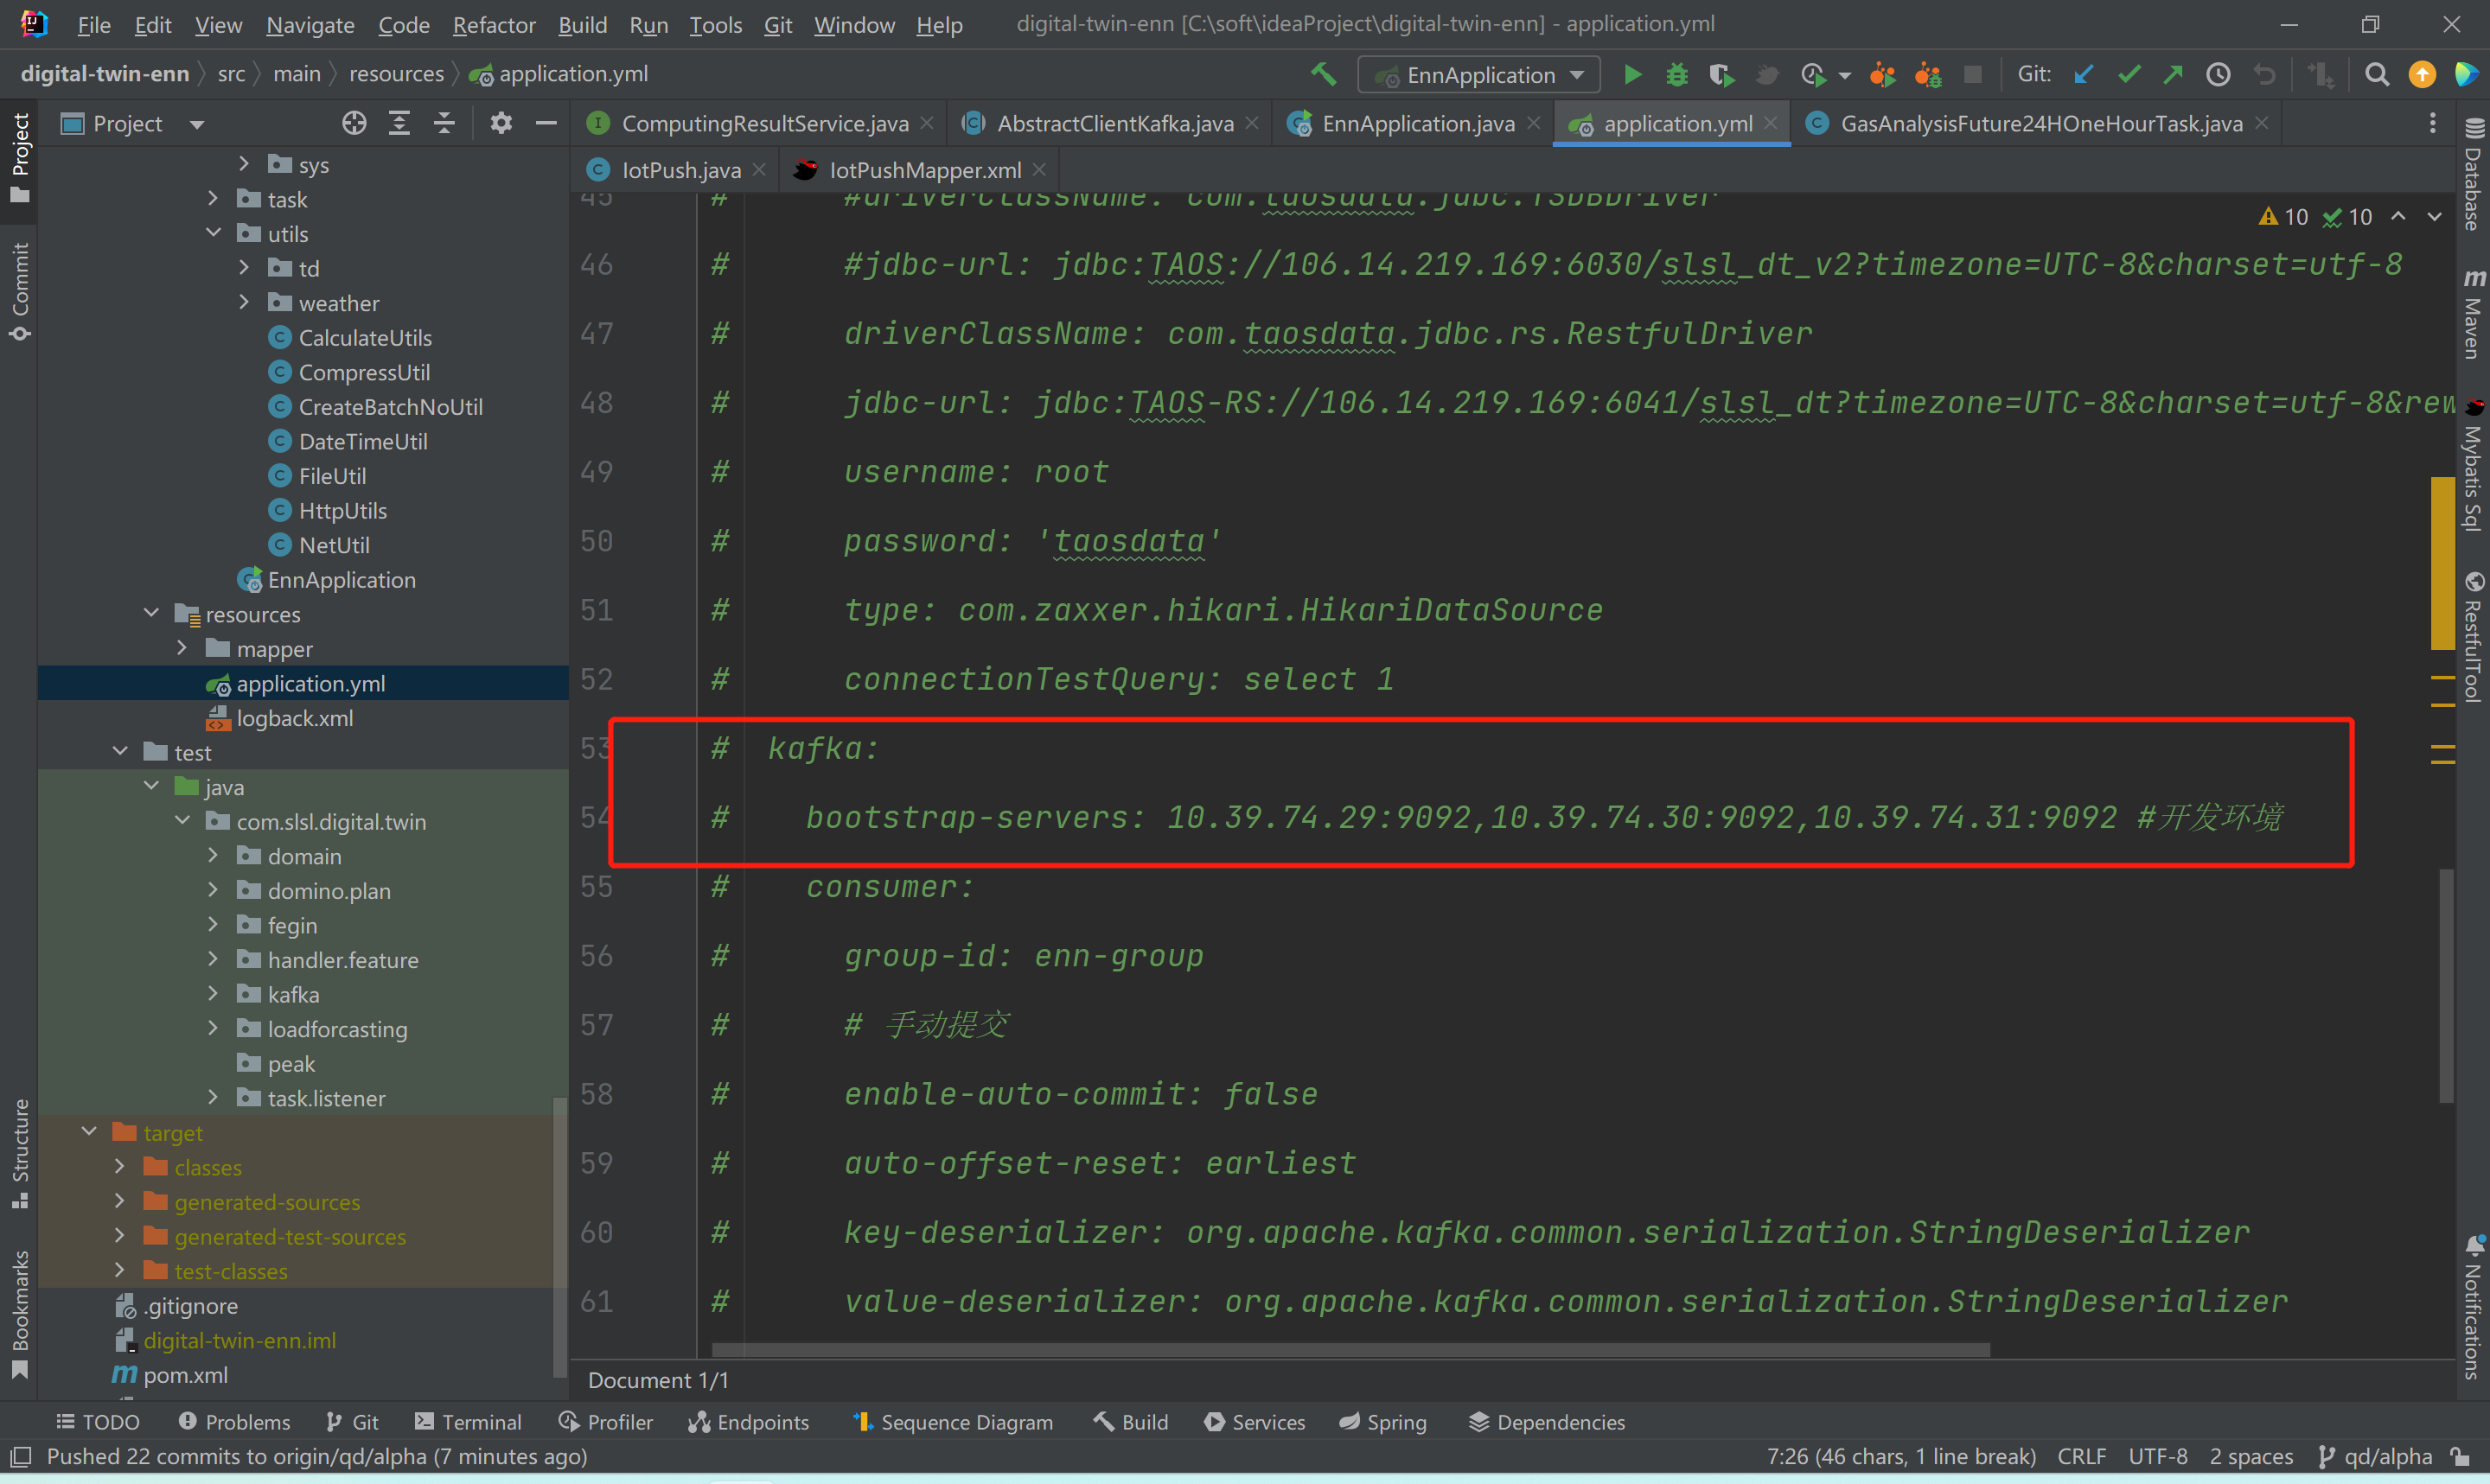 File Edit View Navigate Code Refactor Build Run Tools Git Window Help digital-twin-enn [C:\soft\ideaProject\digital-twin-enn] - application.yml
digital-twin-enn src main resources application.yml EnnApplication Git:
Project ComputingResultService.java AbstractClientKafka.java EnnApplication.java application.yml GasAnalysisFuture24HOneHourTask.java
IotPush.java IotPushMapper.xml
Project
Commit
Structure
Bookmarks
sys
task
utils
td
weather
CalculateUtils
CompressUtil
CreateBatchNoUtil
DateTimeUtil
FileUtil
HttpUtils
NetUtil
EnnApplication
resources
mapper
application.yml
logback.xml
test
java
com.slsl.digital.twin
domain
domino.plan
fegin
handler.feature
kafka
loadforcasting
peak
task.listener
target
classes
generated-sources
generated-test-sources
test-classes
.gitignore
digital-twin-enn.iml
pom.xml
10 10
45 # #driverClassName: com.taosdata.jdbc.TSDBDriver
46 # #jdbc-url: jdbc:TAOS://106.14.219.169:6030/slsl_dt_v2?timezone=UTC-8&charset=utf-8
47 # driverClassName: com.taosdata.jdbc.rs.RestfulDriver
48 # jdbc-url: jdbc:TAOS-RS://106.14.219.169:6041/slsl_dt?timezone=UTC-8&charset=utf-8&rew
49 # username: root
50 # password: 'taosdata'
51 # type: com.zaxxer.hikari.HikariDataSource
52 # connectionTestQuery: select 1
53 # kafka:
54 # bootstrap-servers: 10.39.74.29:9092,10.39.74.30:9092,10.39.74.31:9092 #开发环境
55 # consumer:
56 # group-id: enn-group
57 # # 手动提交
58 # enable-auto-commit: false
59 # auto-offset-reset: earliest
60 # key-deserializer: org.apache.kafka.common.serialization.StringDeserializer
61 # value-deserializer: org.apache.kafka.common.serialization.StringDeserializer
Document 1/1
Database
Maven
Mybatis Sql
RestfulTool
Notifications
TODO Problems Git Terminal Profiler Endpoints Sequence Diagram Build Services Spring Dependencies
Pushed 22 commits to origin/qd/alpha (7 minutes ago) 7:26 (46 chars, 1 line break) CRLF UTF-8 2 spaces qd/alpha